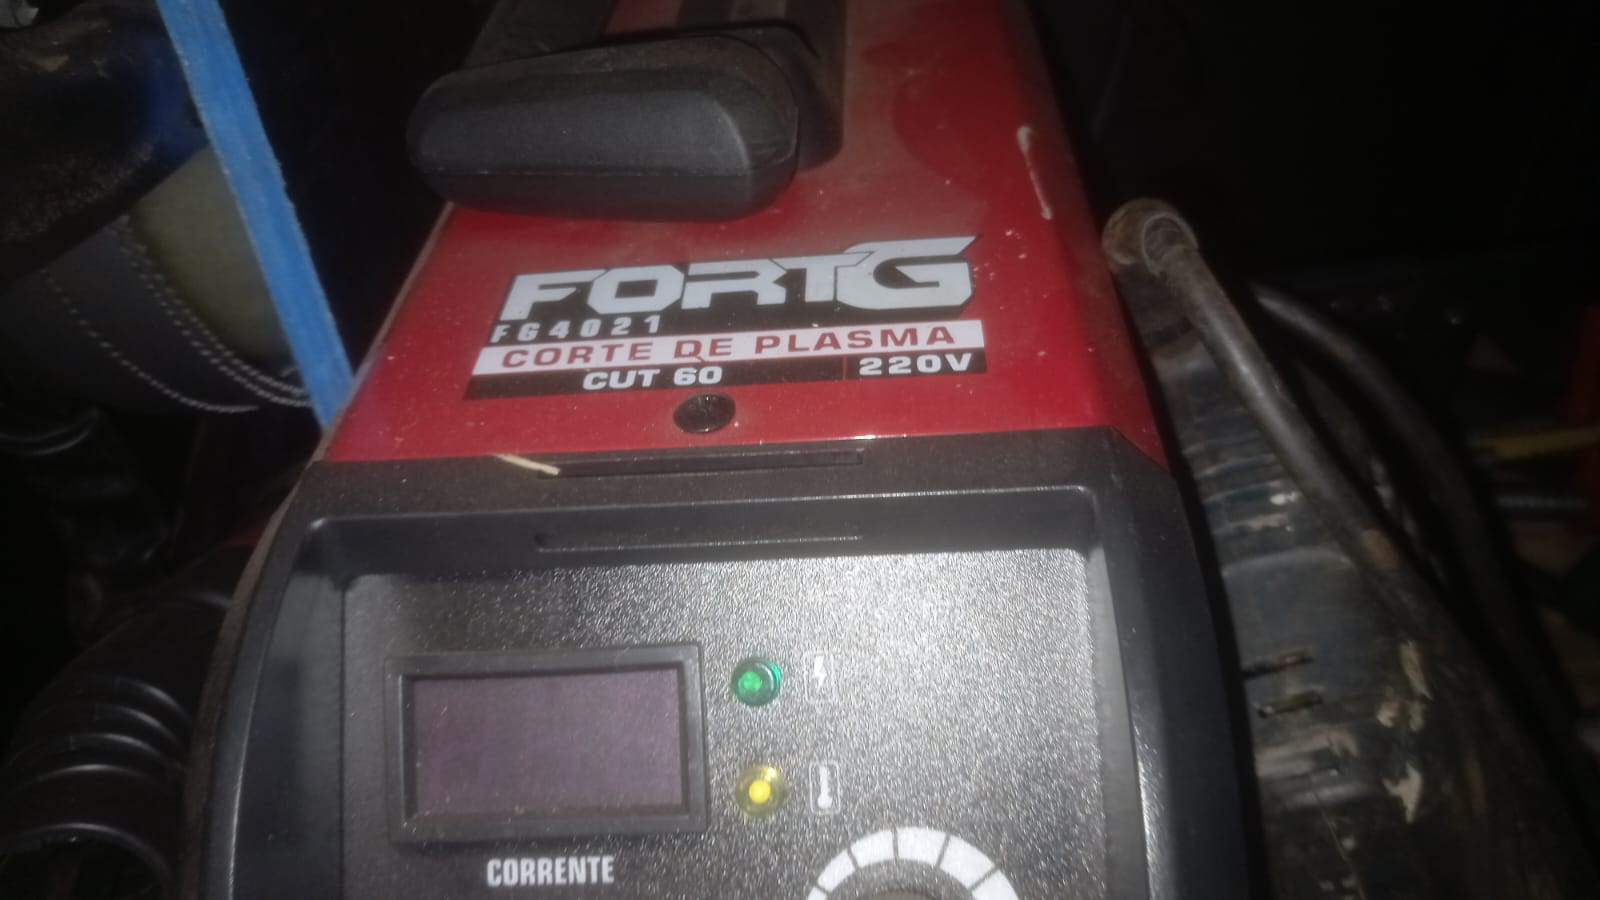 FORTG
FG4021
CORTE DE PLASMA
CUT 60 220V
CORRENTE